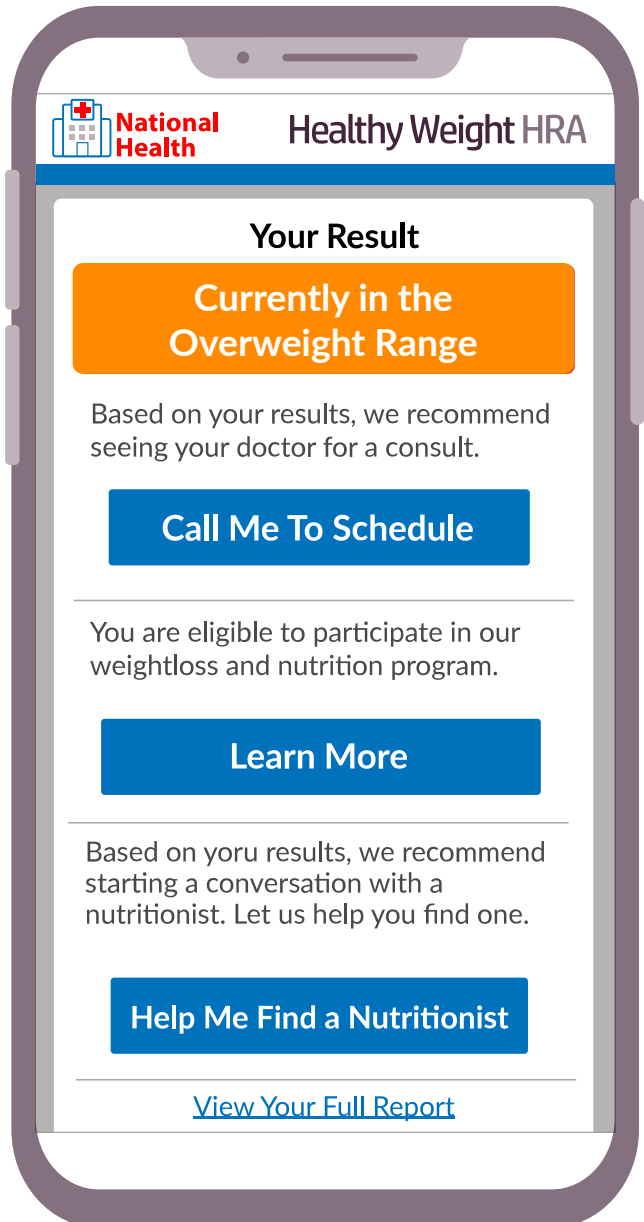 National
Health
Healthy Weight HRA
Your Result
Currently in the
Overweight Range
Based on your results, we recommend
seeing your doctor for a consult.
Call Me To Schedule
You are eligible to participate in our
weightloss and nutrition program.
Learn More
Based on yoru results, we recommend
starting a conversation with a
nutritionist. Let us help you find one.
Help Me Find a Nutritionist
View Your Full Report